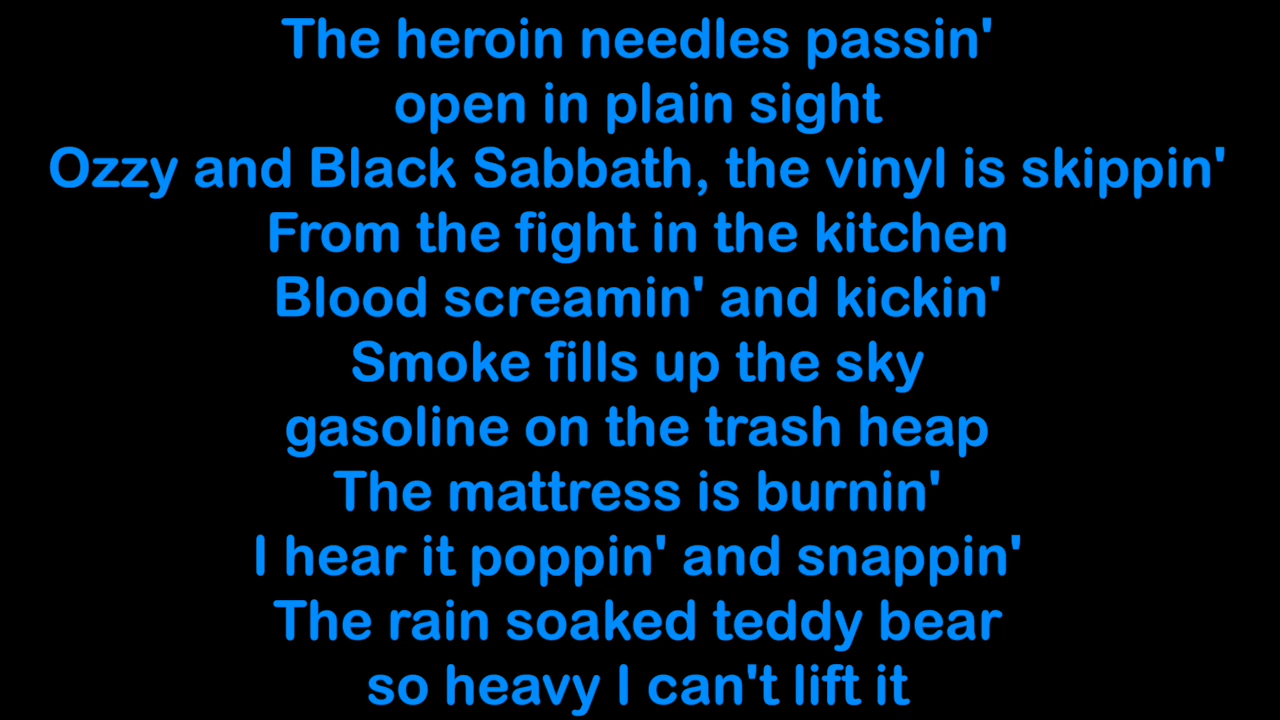 The heroin needles passin'
open in plain sight
Ozzy and Black Sabbath, the vinyl is skippin'
From the fight in the kitchen
Blood screamin' and kickin'
Smoke fills up the sky
gasoline on the trash heap
The mattress is burnin'
I hear it poppin' and snappin'
The rain soaked teddy bear
so heavy I can't lift it